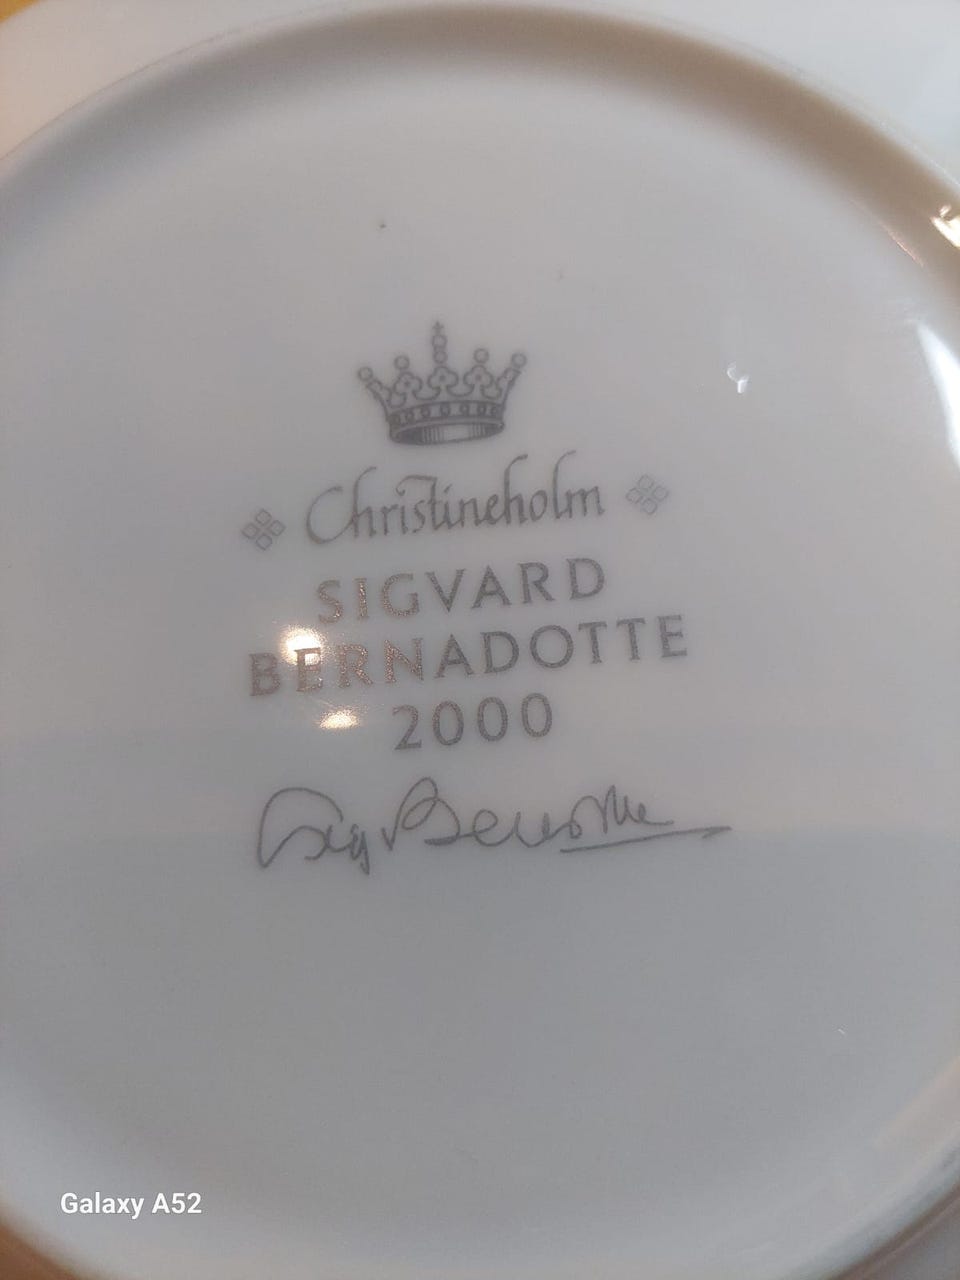 Christineholm
SIGVARD
BERNADOTTE
2000
Galaxy A52